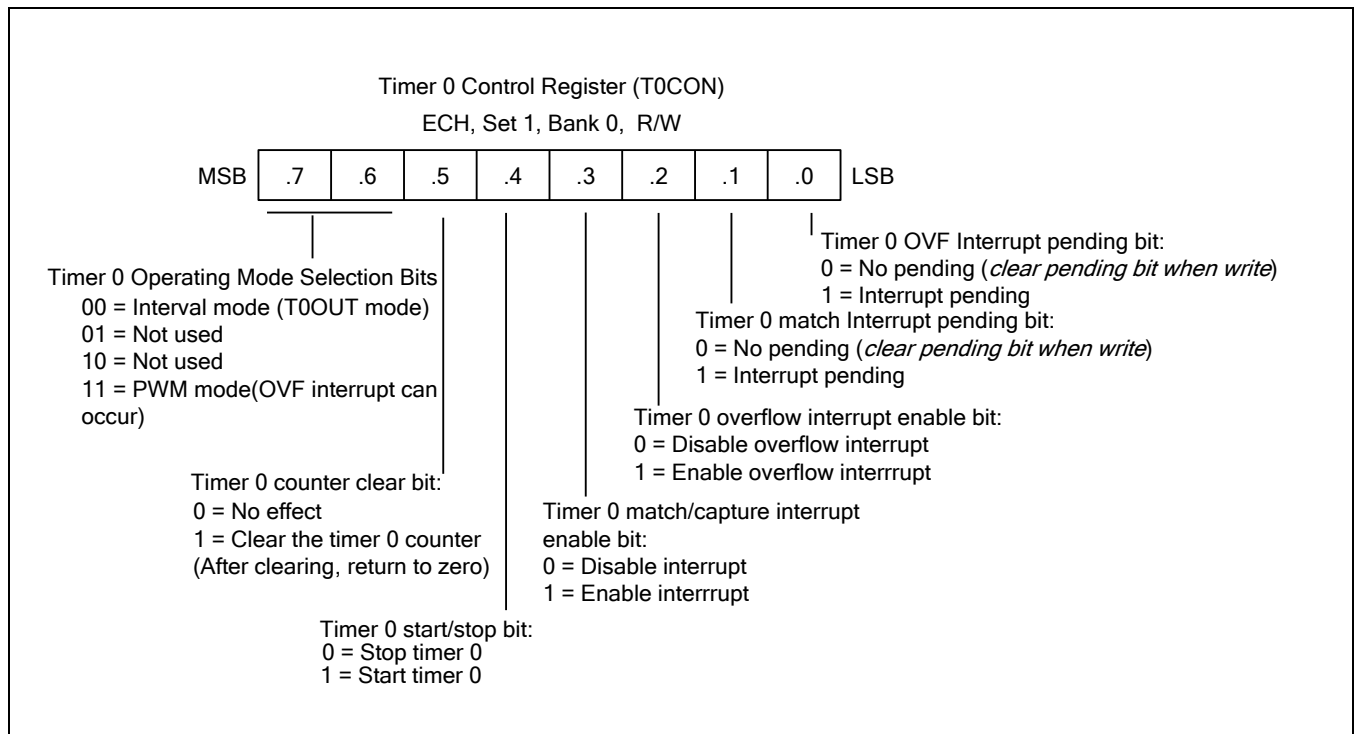 Timer 0 Control Register (T0CON)
ECH, Set 1, Bank 0, R/W
MSB .7 .6 .5 .4 .3 .2 .1 .0 LSB
Timer 0 OVF Interrupt pending bit:
0 = No pending (clear pending bit when write)
1 = Interrupt pending
Timer 0 match Interrupt pending bit:
0 = No pending (clear pending bit when write)
1 = Interrupt pending
Timer 0 overflow interrupt enable bit:
0 = Disable overflow interrupt
1 = Enable overflow interrrupt
Timer 0 match/capture interrupt
enable bit:
0 = Disable interrupt
1 = Enable interrrupt
Timer 0 start/stop bit:
0 = Stop timer 0
1 = Start timer 0
Timer 0 counter clear bit:
0 = No effect
1 = Clear the timer 0 counter
(After clearing, return to zero)
Timer 0 Operating Mode Selection Bits
00 = Interval mode (T0OUT mode)
01 = Not used
10 = Not used
11 = PWM mode(OVF interrupt can
occur)